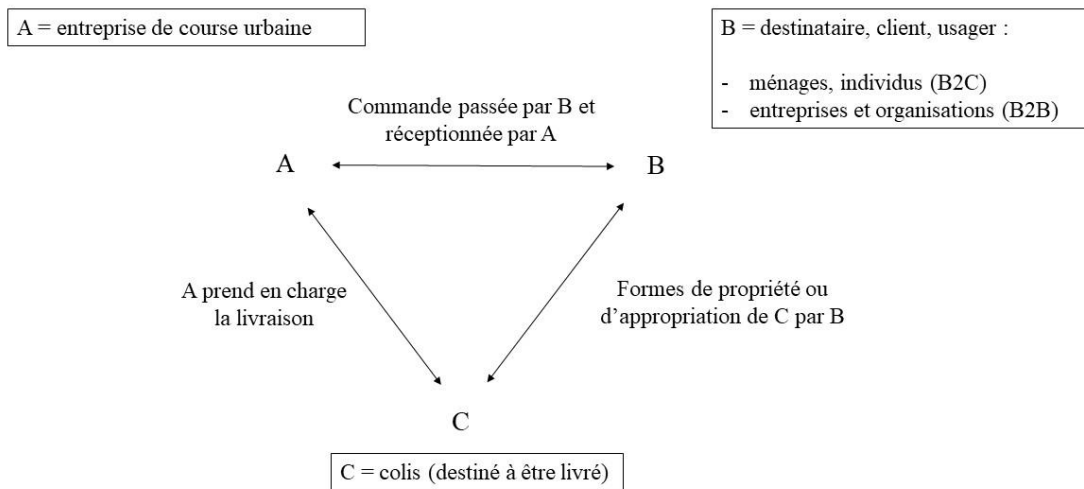 A = entreprise de course urbaine
B = destinataire, client, usager :
- ménages, individus (B2C)
- entreprises et organisations (B2B)
Commande passée par B et
réceptionnée par A
A
B
A prend en charge
la livraison
Formes de propriété ou
d’appropriation de C par B
C
C = colis (destiné à être livré)